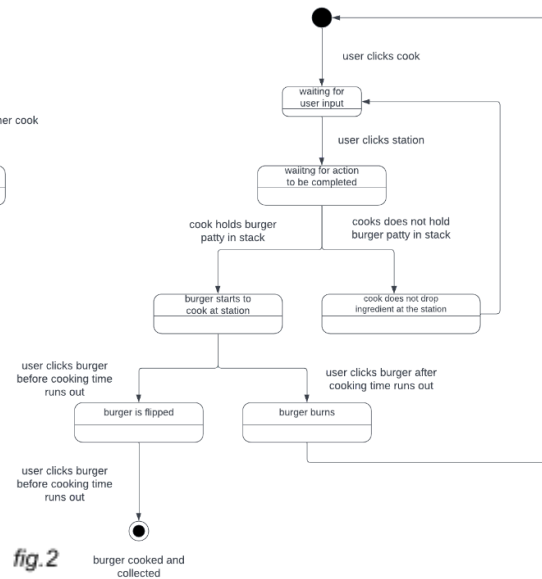 user clicks cook
waiting for
user input
ner cook
user clicks station
waiitng for action
to be completed
cook holds burger
patty in stack
cooks does not hold
burger patty in stack
burger starts to
cook at station
cook does not drop
ingredient at the station
user clicks burger
before cooking time
runs out
user clicks burger after
cooking time runs out
burger is flipped
burger burns
user clicks burger
before cooking time
runs out
fig.2
burger cooked and
collected